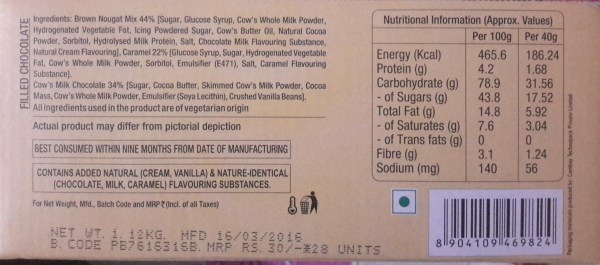 FILLED CHOCOLATE
Ingredients: Brown Nougat Mix 44% [Sugar, Glucose Syrup, Cow's Whole Milk Powder,
Hydrogenated Vegetable Fat, Icing Powdered Sugar, Cow's Butter Oil, Natural Cocoa
Powder, Sorbitol, Hydrolysed Milk Protein, Salt, Chocolate Milk Flavouring Substance,
Natural Cream Flavouring], Caramel 22% [Glucose Syrup, Sugar, Hydrogenated Vegetable
Fat, Cow's Whole Milk Powder, Sorbitol, Emulsifier (E471), Salt, Caramel Flavouring
Substance].
Cow's Milk Chocolate 34% [Sugar, Cocoa Butter, Skimmed Cow's Milk Powder, Cocoa
Mass, Cow's Whole Milk Powder, Emulsifier (Soya Lecithin), Crushed Vanilla Beans].
All ingredients used in the product are of vegetarian origin
Actual product may differ from pictorial depiction
BEST CONSUMED WITHIN NINE MONTHS FROM DATE OF MANUFACTURING
CONTAINS ADDED NATURAL (CREAM, VANILLA) & NATURE-IDENTICAL
(CHOCOLATE, MILK, CARAMEL) FLAVOURING SUBSTANCES.
For Net Weight, Mfd., Batch Code and MRP ₹ (Incl. of all Taxes)
NET WT. 1.12KG. MFD 16/03/2016
B. CODE PB7616316B. MRP RS. 30/-*28 UNITS
Nutritional Information (Approx. Values)
Per 100g Per 40g
Energy (Kcal) 465.6 186.24
Protein (g) 4.2 1.68
Carbohydrate (g) 78.9 31.56
- of Sugars (g) 43.8 17.52
Total Fat (g) 14.8 5.92
- of Saturates (g) 7.6 3.04
- of Trans fats (g) 0 0
Fibre (g) 3.1 1.24
Sodium (mg) 140 56
8 904109 469824
Packaging materials produced by Technopack Private Limited